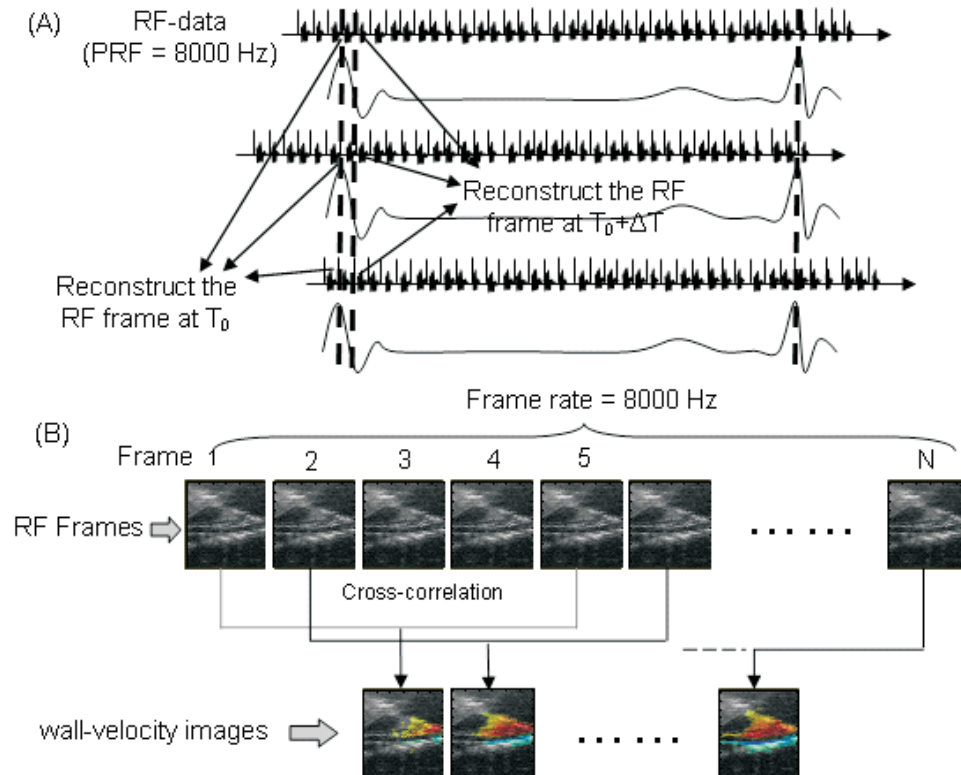 (A)
RF-data
(PRF = 8000 Hz)
Reconstruct the RF
frame at T₀+ΔT
Reconstruct the
RF frame at T₀
Frame rate = 8000 Hz
(B)
Frame 1 2 3 4 5 N
RF Frames
......
Cross-correlation
wall-velocity images
......